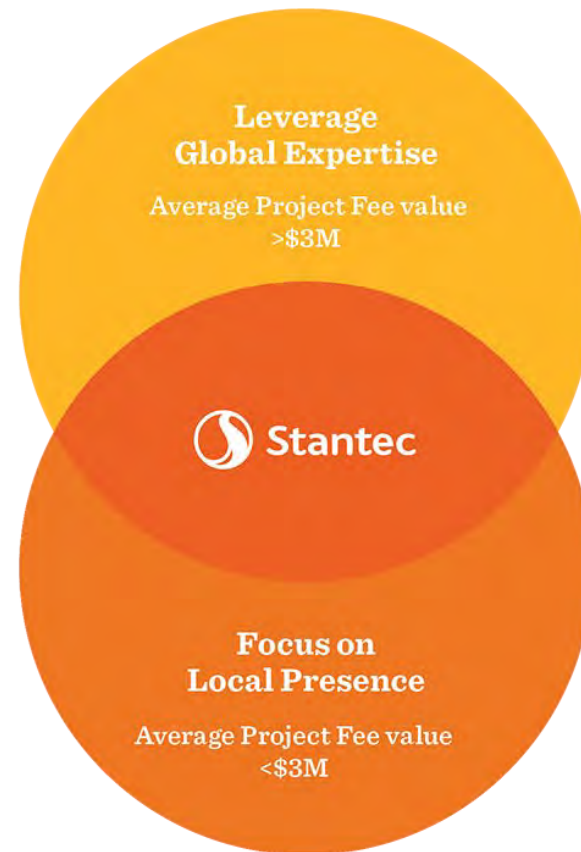 Leverage
Global Expertise
Average Project Fee value
>$3M
Stantec
Focus on
Local Presence
Average Project Fee value
<$3M